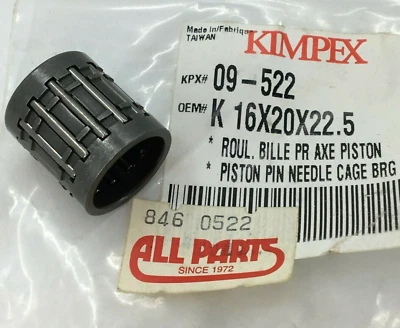 Made in/Fabriqué
TAIWAN
KIMPEX
KPX# 09-522
OEM# K 16X20X22.5
* ROUL. BILLE PR AXE PISTON
* PISTON PIN NEEDLE CAGE BRG
846 0522
ALL PARTS
SINCE 1972